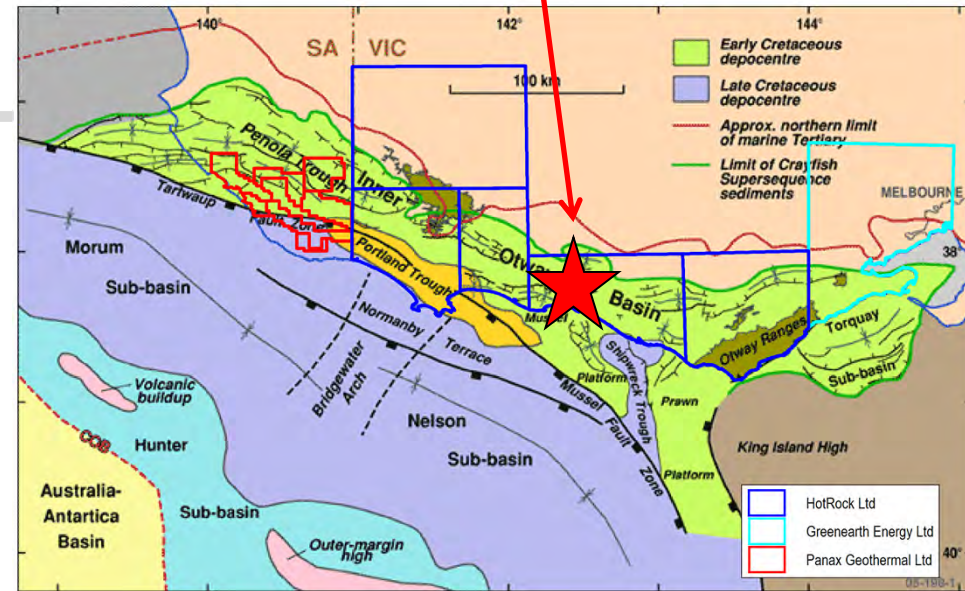 140°
142°
144°
SA
VIC
100 km
Early Cretaceous
depocentre
Late Cretaceous
depocentre
Approx. northern limit
of marine Tertiary
Limit of Crayfish
Supersequence
sediments
MELBOURNE
38°
Penola Trough
Inner
Otway
Basin
Tartwaup
Fault Zone
Portland Trough
Morum
Sub-basin
Normanby
Terrace
Bridgewater
Arch
Mussel
Platform
Shipwreck Trough
Otway Ranges
Torquay
Sub-basin
Prawn
Platform
Mussel
Fault
Zone
King Island High
Volcanic
buildup
Hunter
Sub-basin
Nelson
Sub-basin
COB
Australia-
Antartica
Basin
Outer-margin
high
HotRock Ltd
Greenearth Energy Ltd
Panax Geothermal Ltd
40°
05-198-1